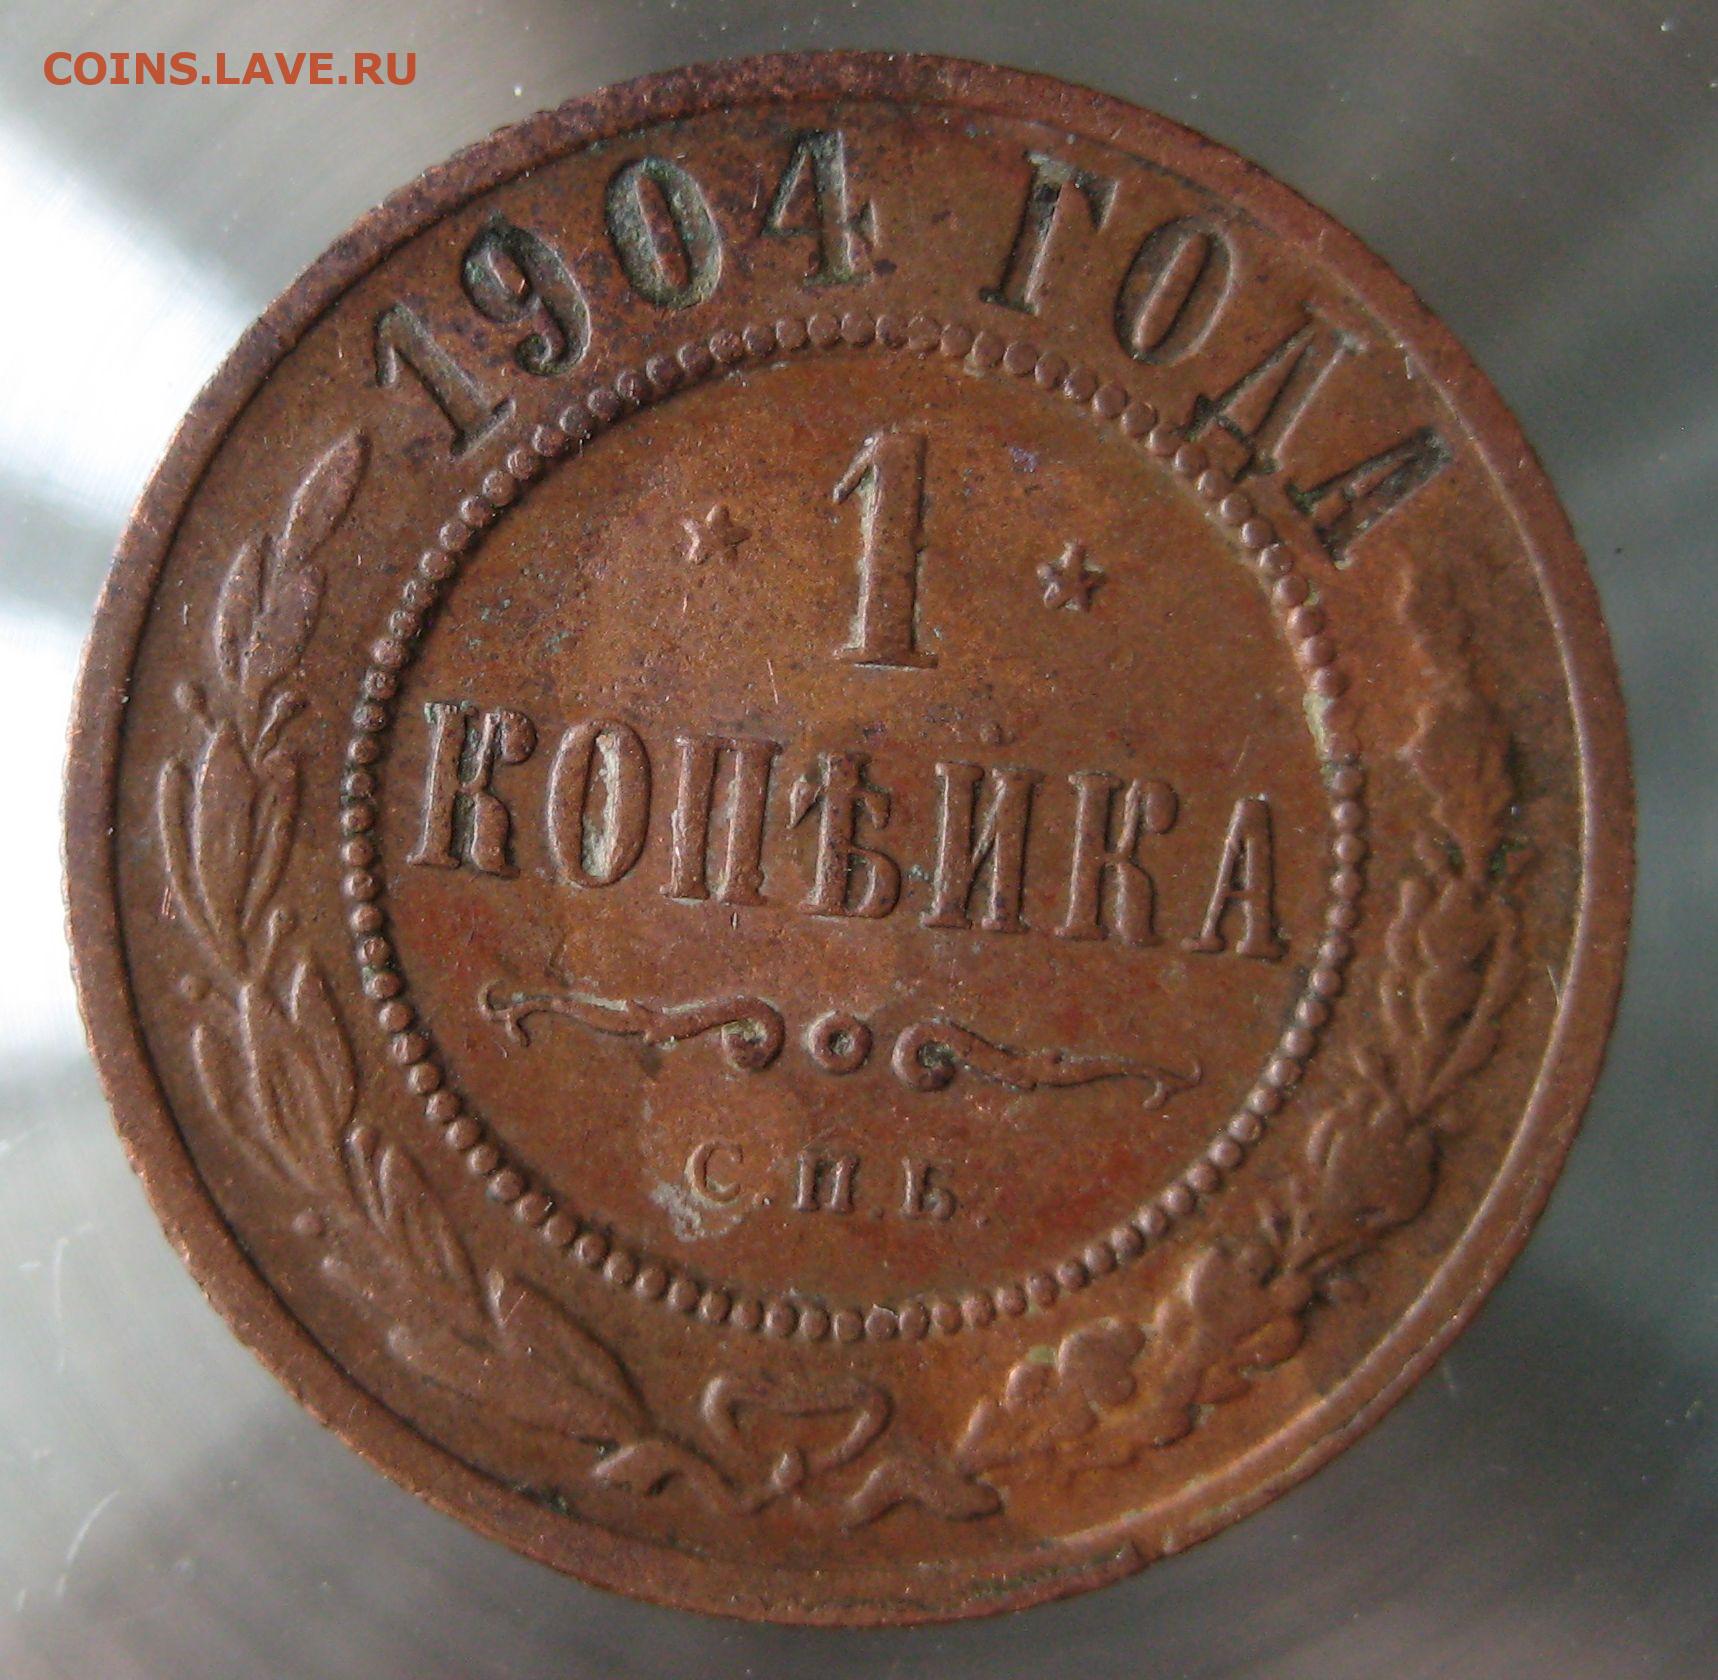 COINS.LAVE.RU
1904 ГОДА
1
КОПѢЙКА
С.П.Б.